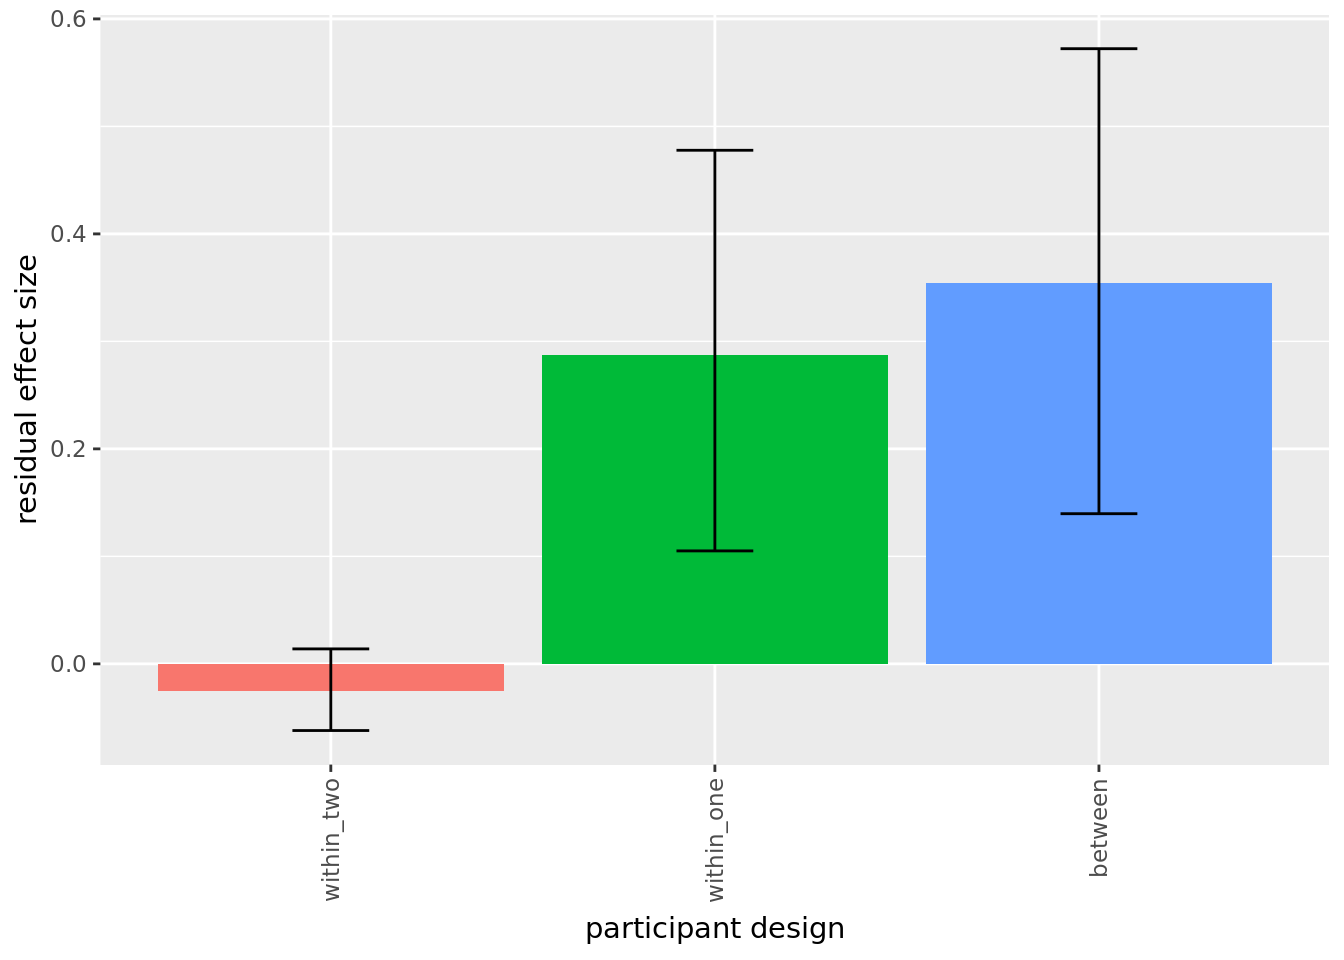 0.6
0.4
0.2
0.0
residual effect size
within_two
within_one
between
participant design